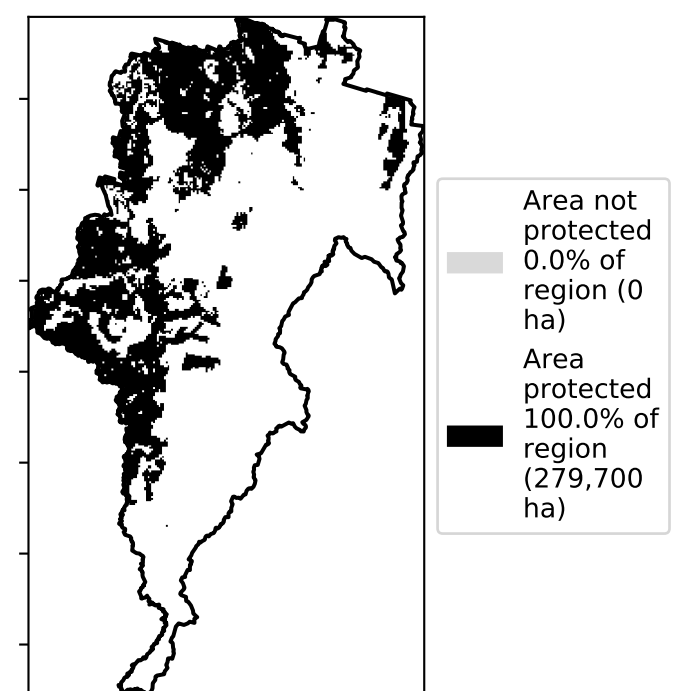 Area not
protected
0.0% of
region (0
ha)
Area
protected
100.0% of
region
(279,700
ha)